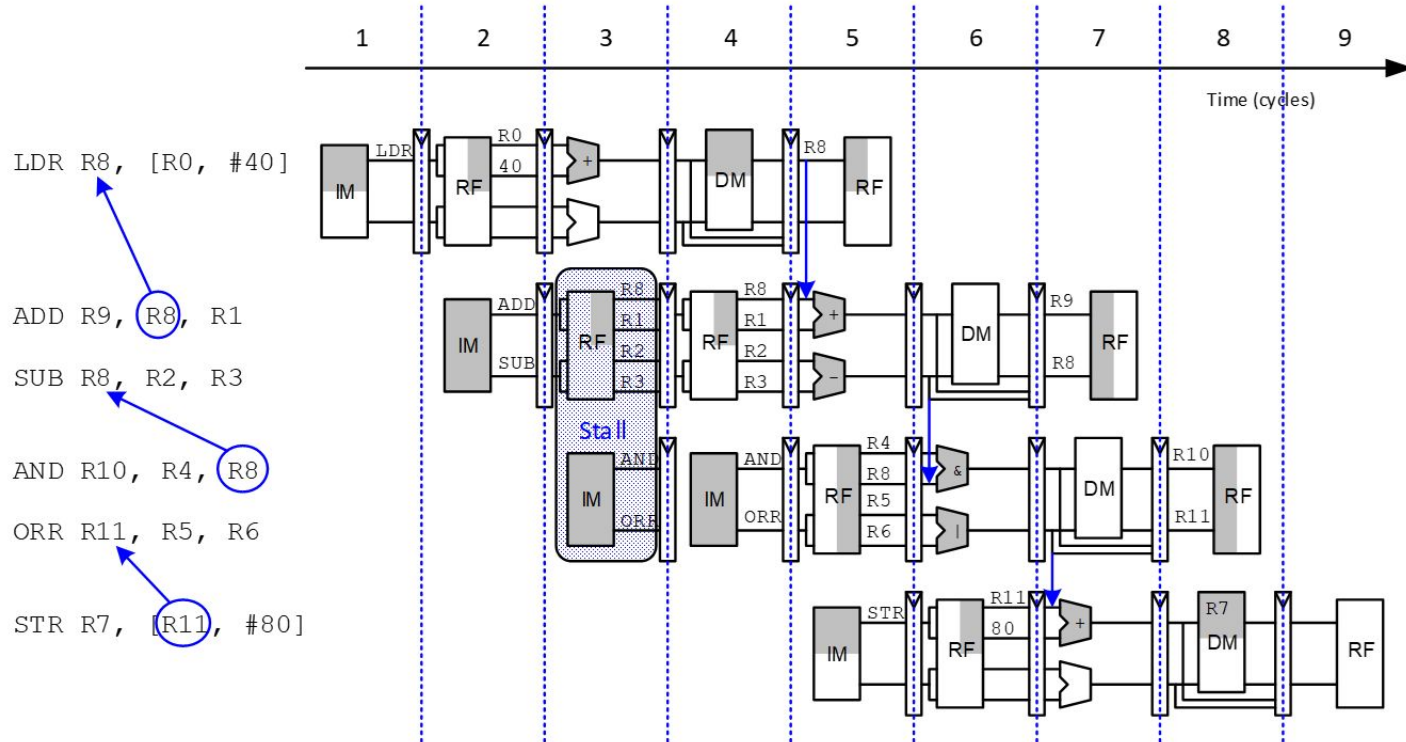 1 2 3 4 5 6 7 8 9
Time (cycles)
LDR R8, [R0, #40]
IM LDR RF R0 40 + DM R8 RF
ADD R9, R8, R1
SUB R8, R2, R3
IM ADD SUB RF R8 R1 R2 R3 RF R8 R1 R2 R3 + - DM R9 R8 RF
Stall
AND R10, R4, R8
ORR R11, R5, R6
IM AND ORR IM AND ORR RF R4 R8 R5 R6 & | DM R10 R11 RF
STR R7, [R11, #80]
IM STR RF R11 80 + R7 DM RF